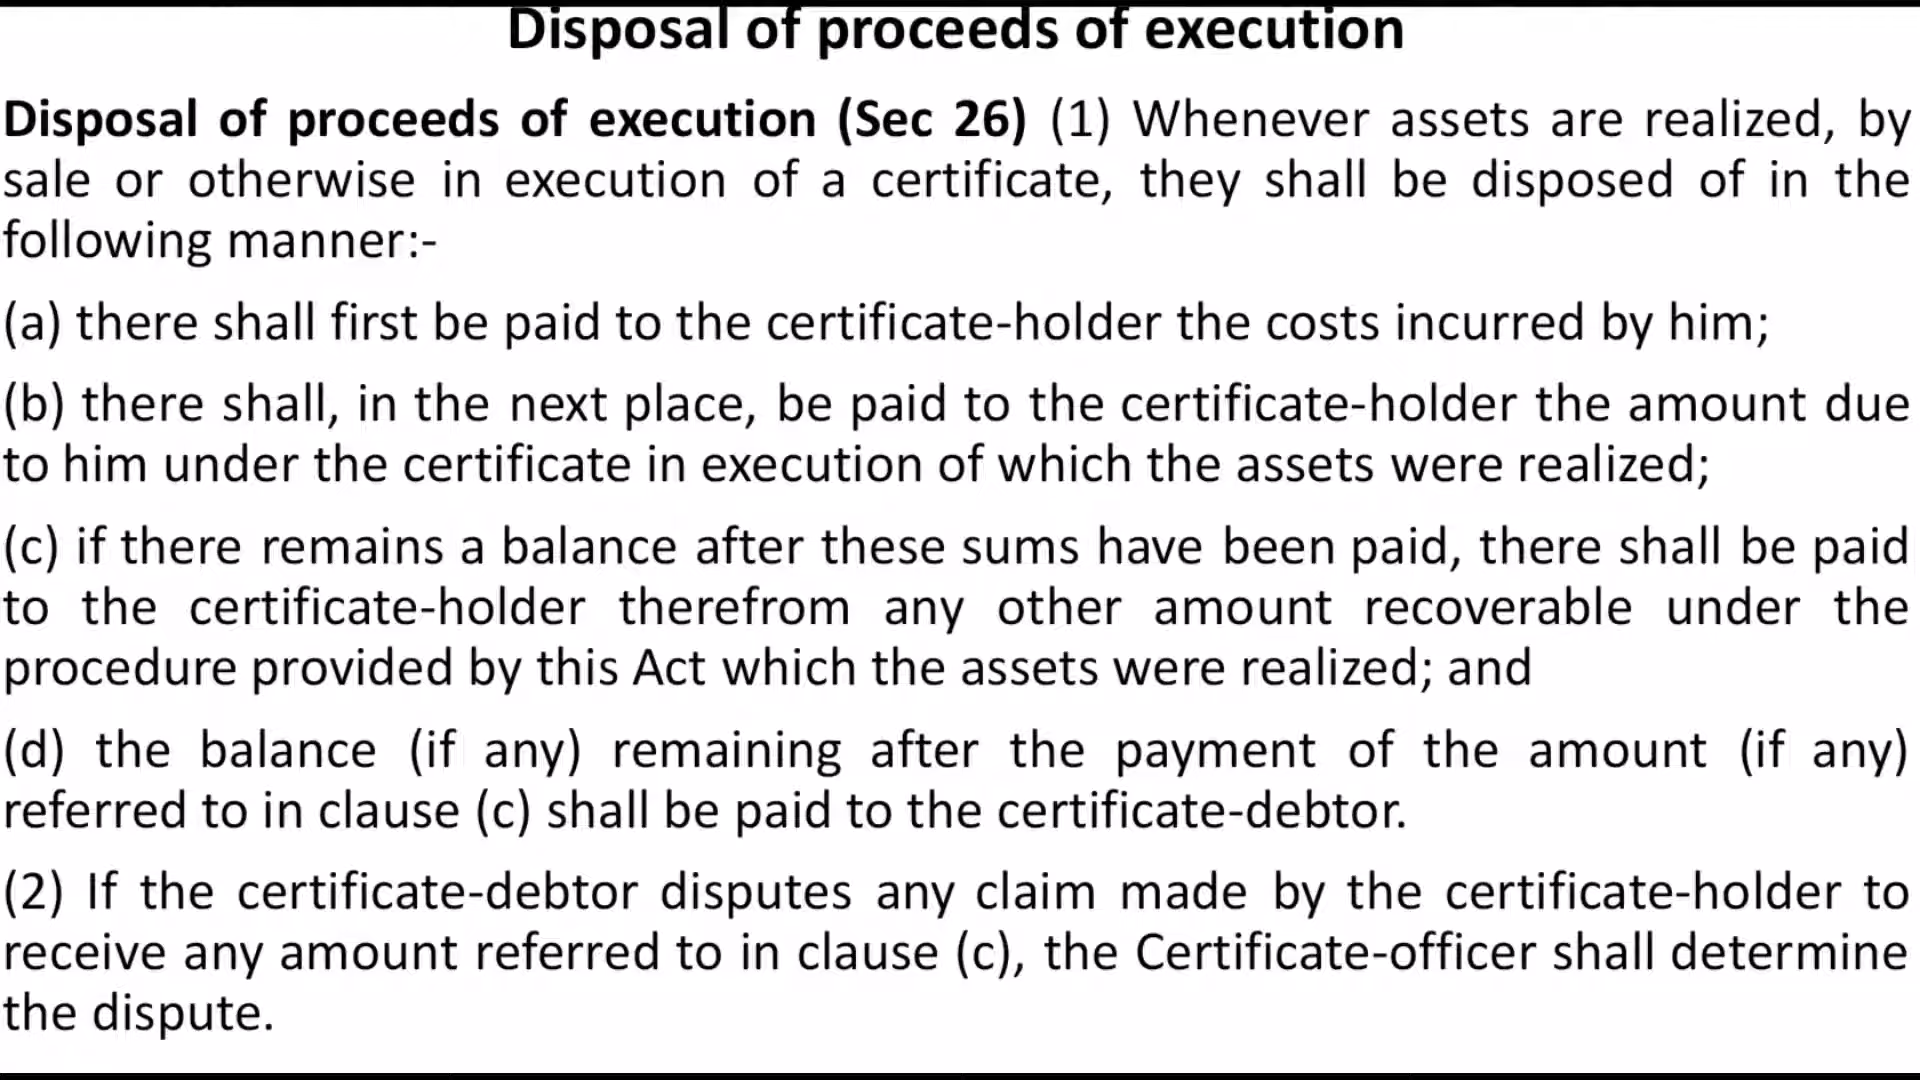 Disposal of proceeds of execution
Disposal of proceeds of execution (Sec 26) (1) Whenever assets are realized, by
sale or otherwise in execution of a certificate, they shall be disposed of in the
following manner:-
(a) there shall first be paid to the certificate-holder the costs incurred by him;
(b) there shall, in the next place, be paid to the certificate-holder the amount due
to him under the certificate in execution of which the assets were realized;
(c) if there remains a balance after these sums have been paid, there shall be paid
to the certificate-holder therefrom any other amount recoverable under the
procedure provided by this Act which the assets were realized; and
(d) the balance (if any) remaining after the payment of the amount (if any)
referred to in clause (c) shall be paid to the certificate-debtor.
(2) If the certificate-debtor disputes any claim made by the certificate-holder to
receive any amount referred to in clause (c), the Certificate-officer shall determine
the dispute.